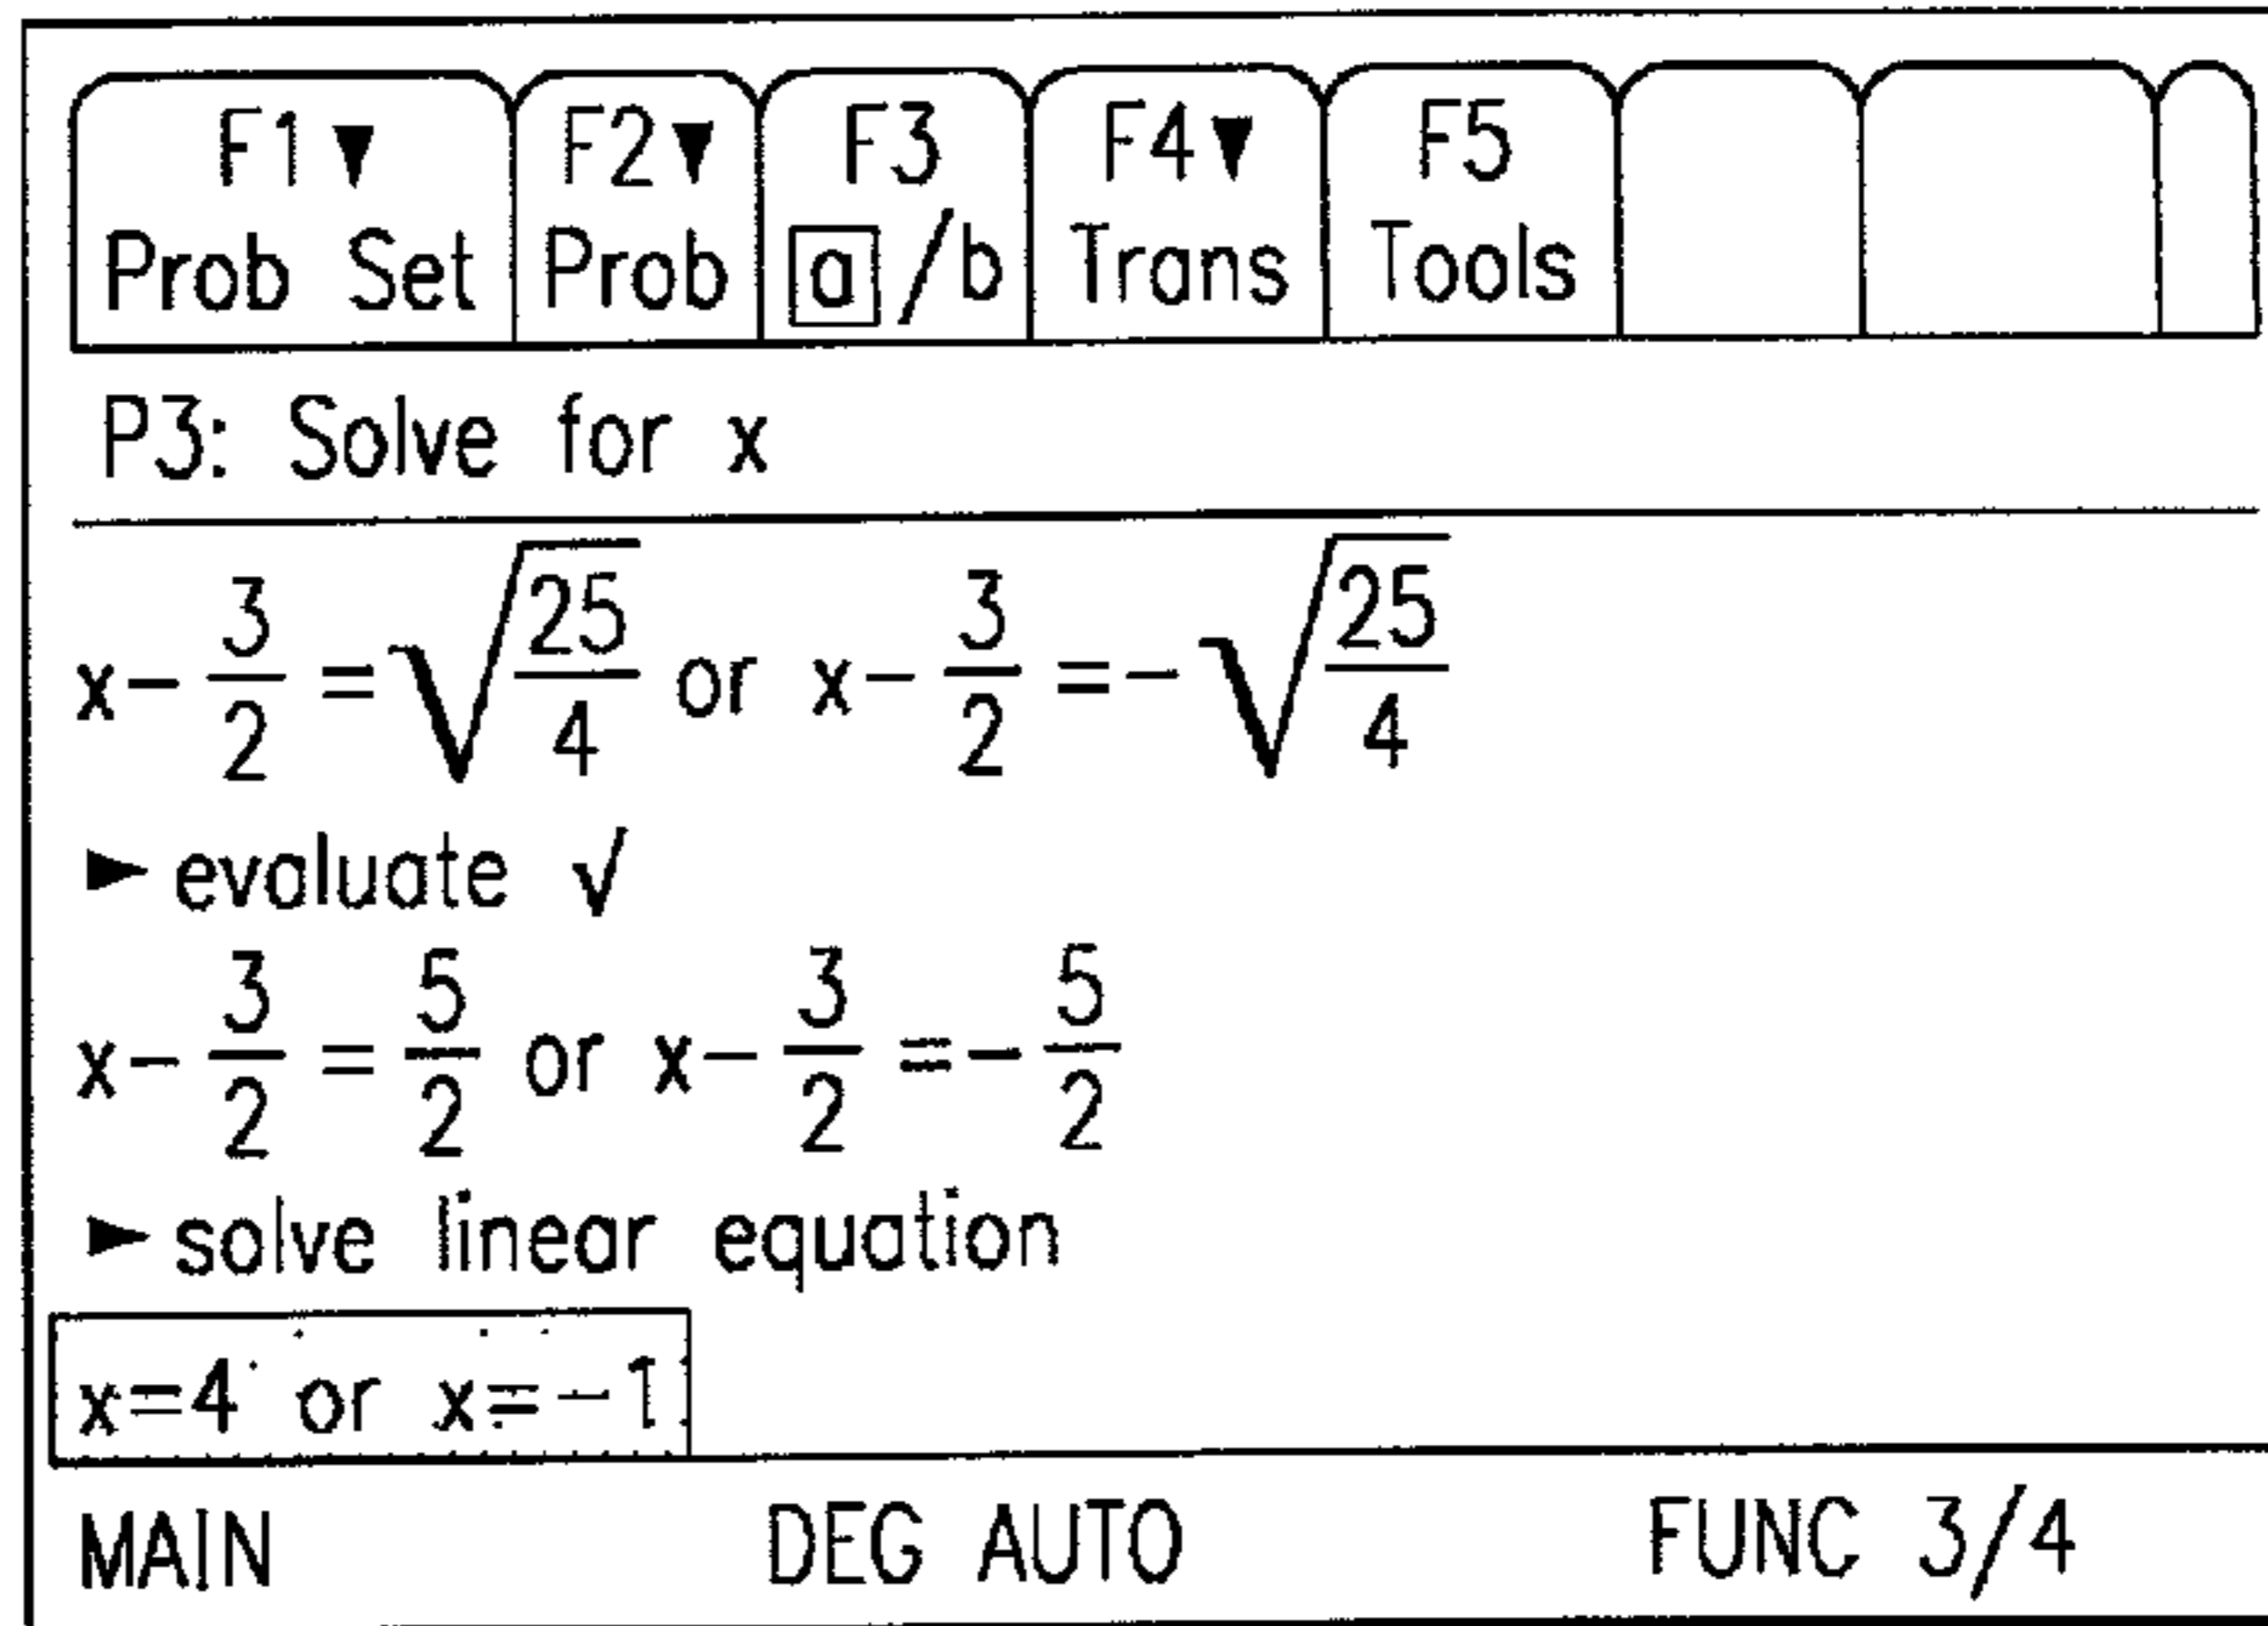 F1▼ F2▼ F3 F4▼ F5
Prob Set Prob a/b Trans Tools
P3: Solve for x
x-3/2=√(25/4) or x-3/2=-√(25/4)
►evaluate √
x-3/2=5/2 or x-3/2=-5/2
►solve linear equation
x=4 or x=-1
MAIN DEG AUTO FUNC 3/4